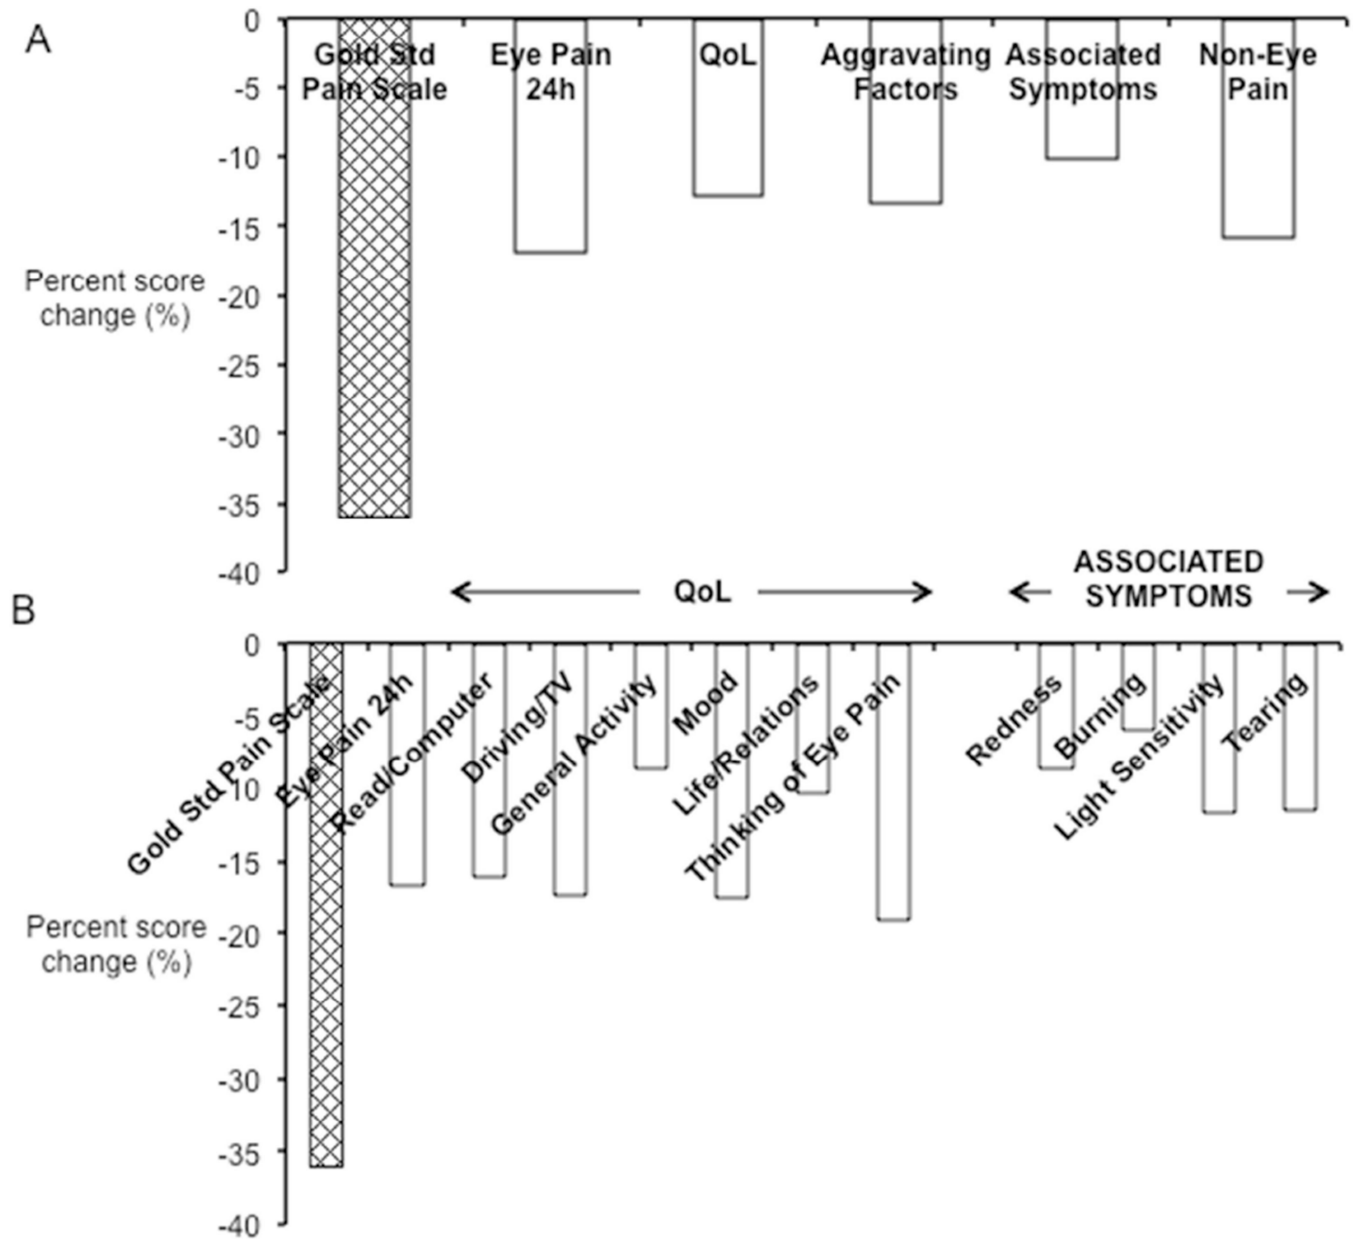 A
0
-5
-10
-15
-20
-25
-30
-35
-40
Percent score
change (%)
Gold Std
Pain Scale
Eye Pain
24h
QoL
Aggravating
Factors
Associated
Symptoms
Non-Eye
Pain
B
QoL
ASSOCIATED
SYMPTOMS
0
-5
-10
-15
-20
-25
-30
-35
-40
Percent score
change (%)
Gold Std Pain Scale
Eye Pain 24h
Read/Computer
Driving/TV
General Activity
Mood
Life/Relations
Thinking of Eye Pain
Redness
Burning
Light Sensitivity
Tearing